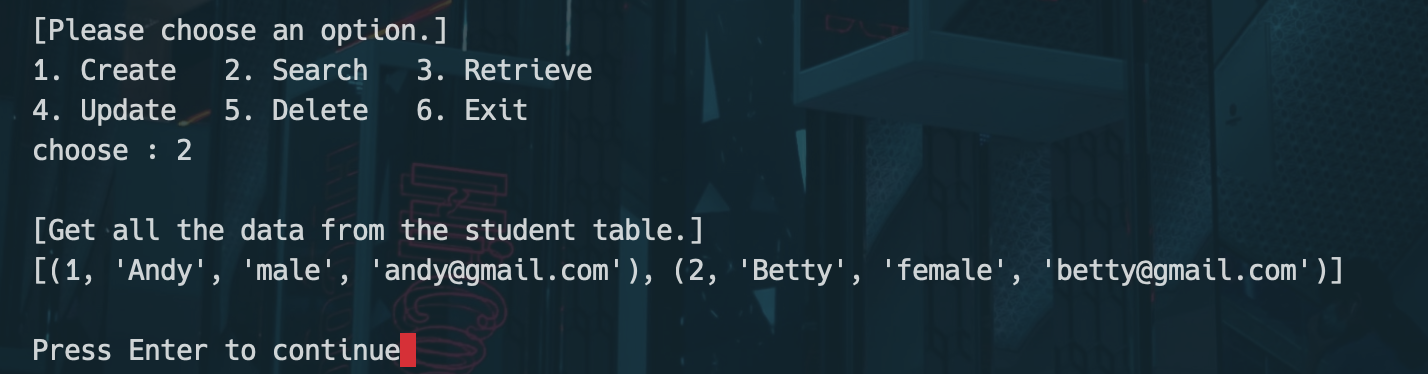 [Please choose an option.]
1. Create   2. Search   3. Retrieve
4. Update   5. Delete   6. Exit
choose : 2
[Get all the data from the student table.]
[(1, 'Andy', 'male', 'andy@gmail.com'), (2, 'Betty', 'female', 'betty@gmail.com')]
Press Enter to continue